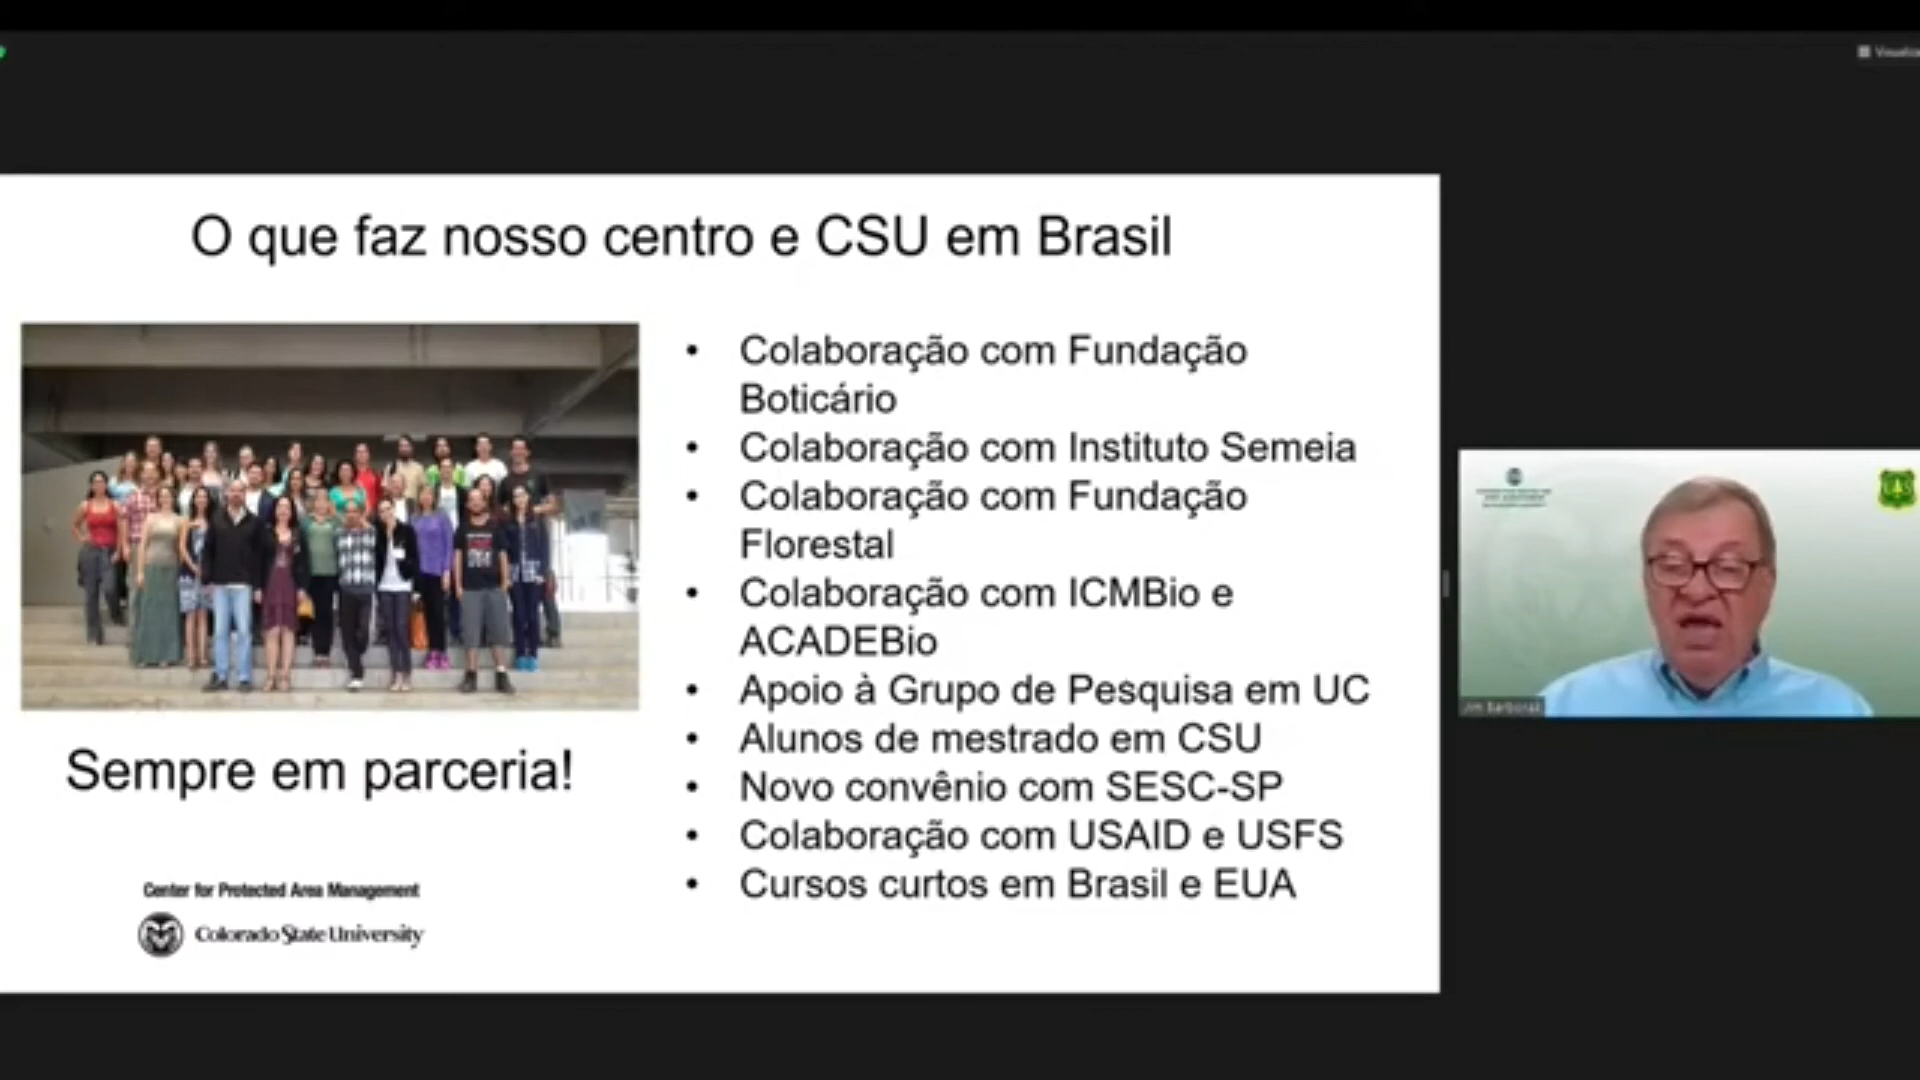 O que faz nosso centro e CSU em Brasil
• Colaboração com Fundação
Boticário
• Colaboração com Instituto Semeia
• Colaboração com Fundação
Florestal
• Colaboração com ICMBio e
ACADEBio
• Apoio à Grupo de Pesquisa em UC
• Alunos de mestrado em CSU
• Novo convênio com SESC-SP
• Colaboração com USAID e USFS
• Cursos curtos em Brasil e EUA
Sempre em parceria!
Center for Protected Area Management
Colorado State University
Jim Barborak